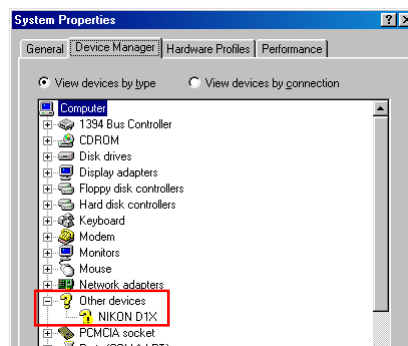 System Properties
General Device Manager Hardware Profiles Performance
View devices by type View devices by connection
Computer
1394 Bus Controller
CDROM
Disk drives
Display adapters
Floppy disk controllers
Hard disk controllers
Keyboard
Modem
Monitors
Mouse
Network adapters
Other devices
NIKON D1X
PCMCIA socket